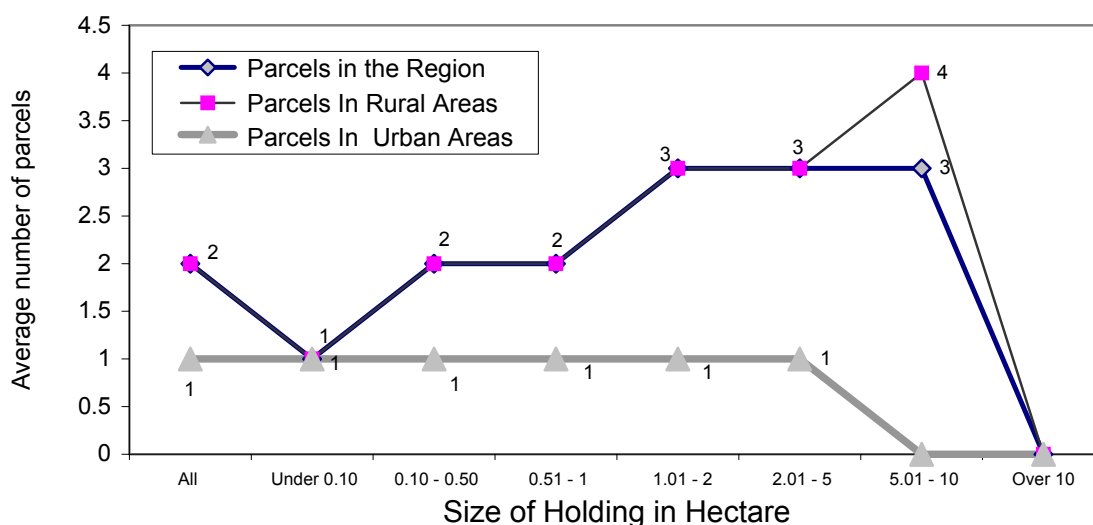 4.5
4
3.5
3
2.5
2
1.5
1
0.5
0
Average number of parcels
Parcels in the Region
Parcels In Rural Areas
Parcels In Urban Areas
2
1
1
1
2
1
2
1
3
1
3
1
4
3
All
Under 0.10
0.10 - 0.50
0.51 - 1
1.01 - 2
2.01 - 5
5.01 - 10
Over 10
Size of Holding in Hectare